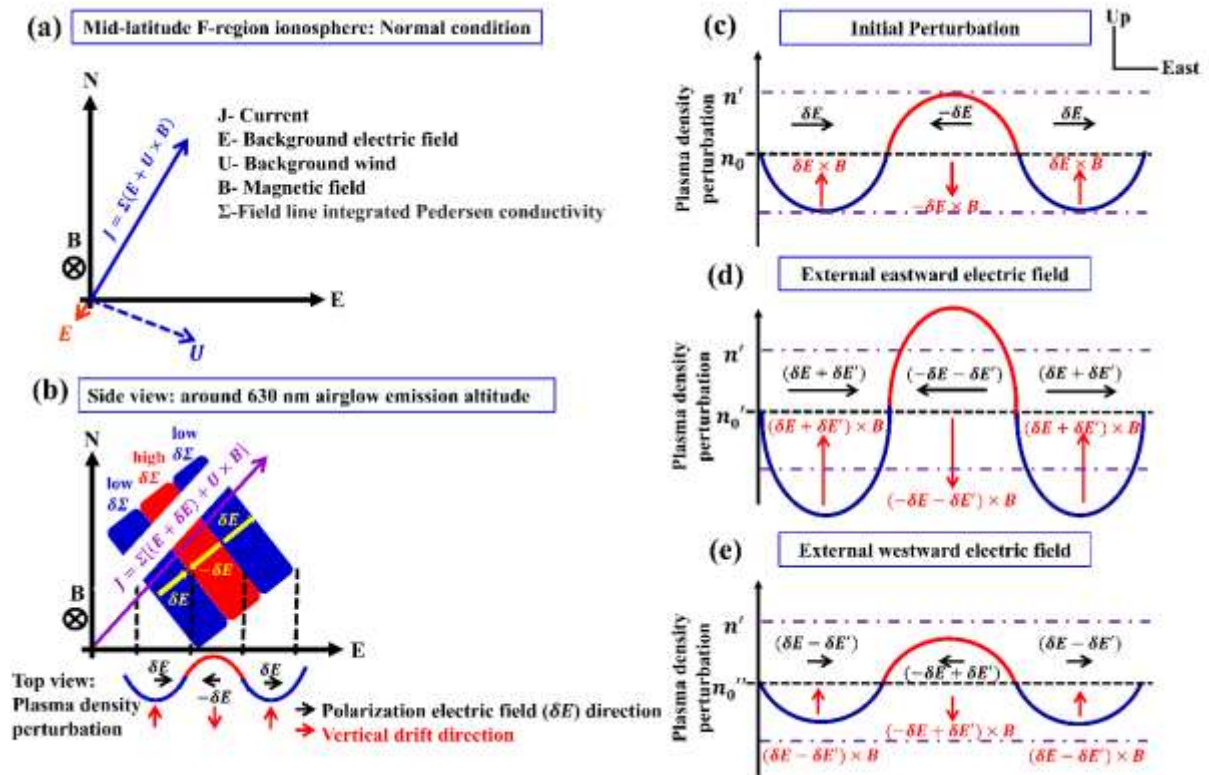 (a)
Mid-latitude F-region ionosphere: Normal condition
N
J = Σ(E + U × B)
J- Current
E- Background electric field
U- Background wind
B- Magnetic field
Σ-Field line integrated Pedersen conductivity
B
E
E
U
(b)
Side view: around 630 nm airglow emission altitude
N
low
δΣ
high
δΣ
low
δΣ
J = Σ[(E + δE) + U × B]
δE
-δE
δE
B
E
δE
δE
-δE
Top view:
Plasma density
perturbation
Polarization electric field (δE) direction
Vertical drift direction
(c)
Initial Perturbation
Up
East
Plasma density
perturbation
n'
n₀
δE
-δE
δE
δE × B
-δE × B
δE × B
(d)
External eastward electric field
Plasma density
perturbation
n'
n₀'
(δE + δE')
(-δE - δE')
(δE + δE')
(δE + δE') × B
(-δE - δE') × B
(δE + δE') × B
(e)
External westward electric field
Plasma density
perturbation
n'
n₀''
(δE - δE')
(-δE + δE')
(δE - δE')
(δE - δE') × B
(-δE + δE') × B
(δE - δE') × B